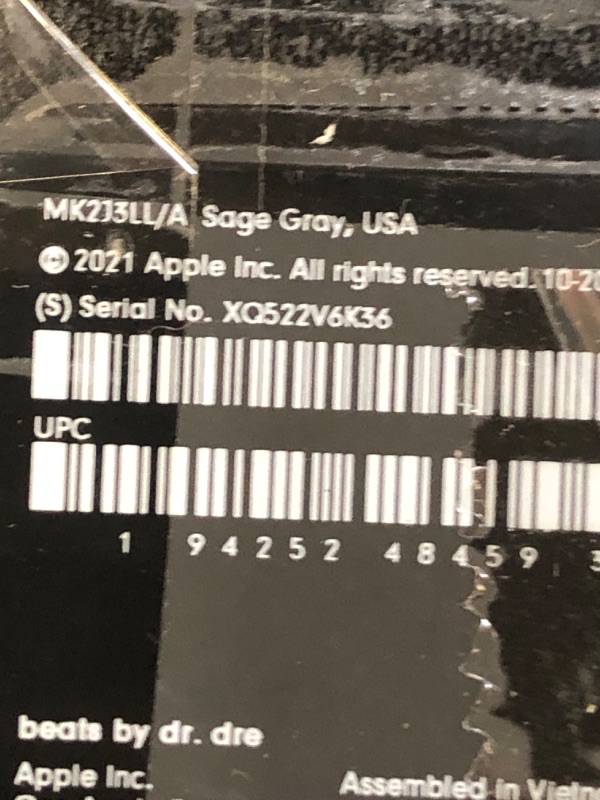 MK2J3LL/A Sage Gray, USA
© 2021 Apple Inc. All rights reserved.
(S) Serial No. XQ522V6K36
UPC
1 94252 48459
beats by dr. dre
Apple Inc.
Assembled in